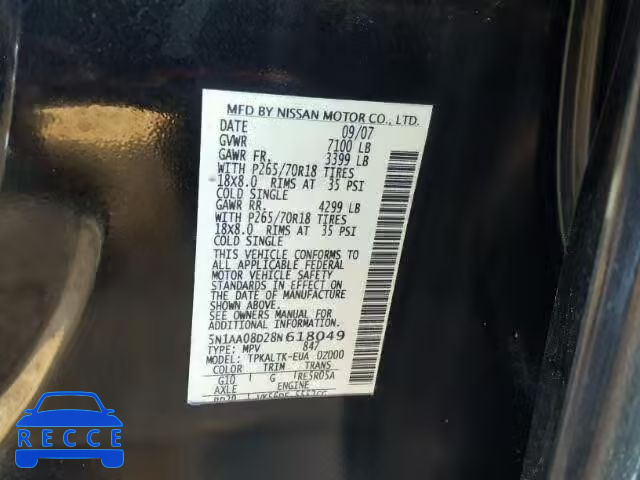 MFD BY NISSAN MOTOR CO., LTD.
DATE 09/07
GVWR 7100 LB
GAWR FR. 3399 LB
WITH P265/70R18 TIRES
18X8.0 RIMS AT 35 PSI
COLD SINGLE
GAWR RR. 4299 LB
WITH P265/70R18 TIRES
18X8.0 RIMS AT 35 PSI
COLD SINGLE
THIS VEHICLE CONFORMS TO
ALL APPLICABLE FEDERAL
MOTOR VEHICLE SAFETY
STANDARDS IN EFFECT ON
THE DATE OF MANUFACTURE
SHOWN ABOVE.
SEE OWNERS MANUAL FOR
ADDITIONAL INFORMATION
5N1AA08D28N618049
TYPE: MPV 847
MODEL: TPKALTK-EUA DZ000
COLOR TRIM TRANS
G10 G RE5R05A
AXLE ENGINE
RECCE